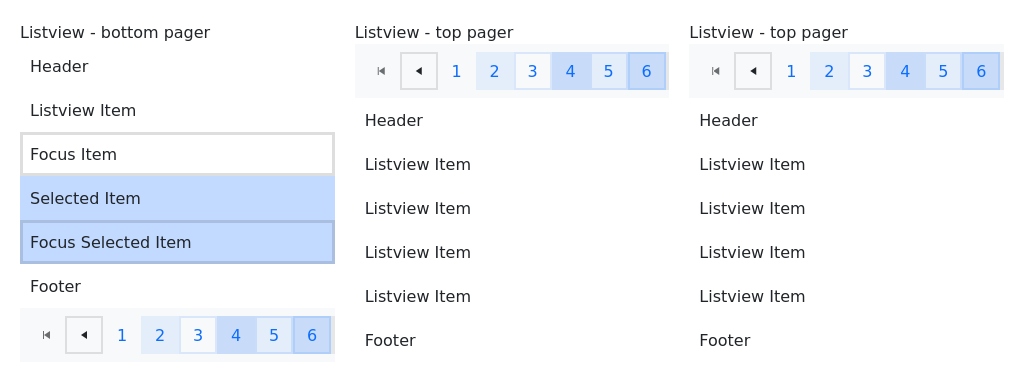 Listview - bottom pager
Header
Listview Item
Focus Item
Selected Item
Focus Selected Item
Footer
1 2 3 4 5 6
Listview - top pager
1 2 3 4 5 6
Header
Listview Item
Listview Item
Listview Item
Listview Item
Footer
Listview - top pager
1 2 3 4 5 6
Header
Listview Item
Listview Item
Listview Item
Listview Item
Footer